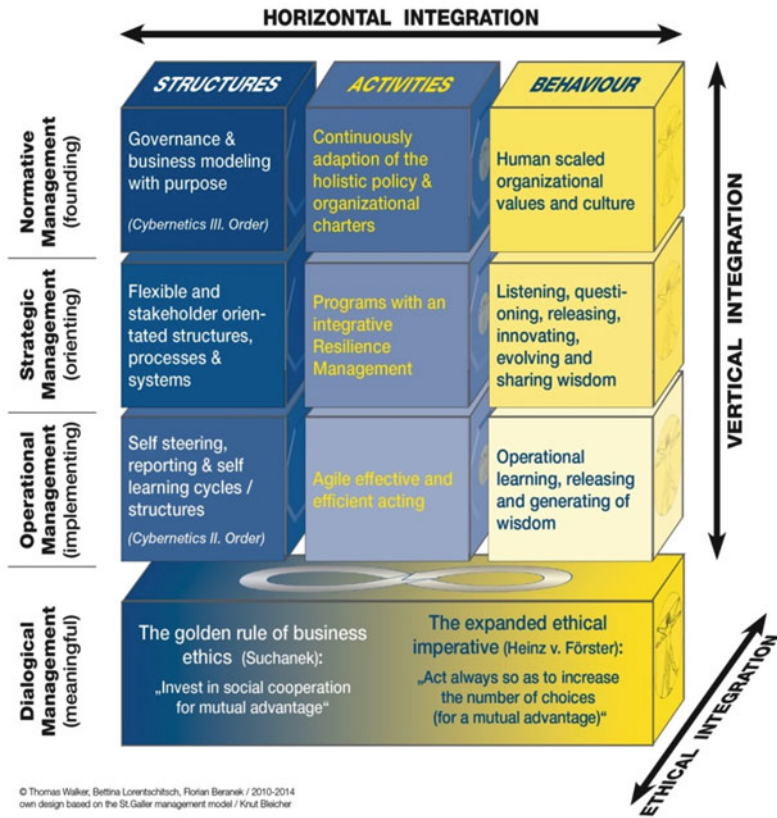 HORIZONTAL INTEGRATION
STRUCTURES
ACTIVITIES
BEHAVIOUR
Normative
Management
(founding)
Governance &
business modeling
with purpose
(Cybernetics III. Order)
Continuously
adaption of the
holistic policy &
organizational
charters
Human scaled
organizational
values and culture
Strategic
Management
(orienting)
Flexible and
stakeholder orien-
tated structures,
processes &
systems
Programs with an
integrative
Resilience
Management
Listening, questi-
oning, releasing,
innovating,
evolving and
sharing wisdom
Operational
Management
(implementing)
Self steering,
reporting & self
learning cycles /
structures
(Cybernetics II. Order)
Agile effective and
efficient acting
Operational
learning, releasing
and generating of
wisdom
VERTICAL INTEGRATION
Dialogical
Management
(meaningful)
The golden rule of business
ethics (Suchanek):
„Invest in social cooperation
for mutual advantage“
The expanded ethical
imperative (Heinz v. Förster):
„Act always so as to increase
the number of choices
(for a mutual advantage)“
ETHICAL INTEGRATION
© Thomas Walker, Bettina Lorentschitsch, Florian Beranek / 2010-2014
own design based on the St.Galler management model / Knut Bleicher